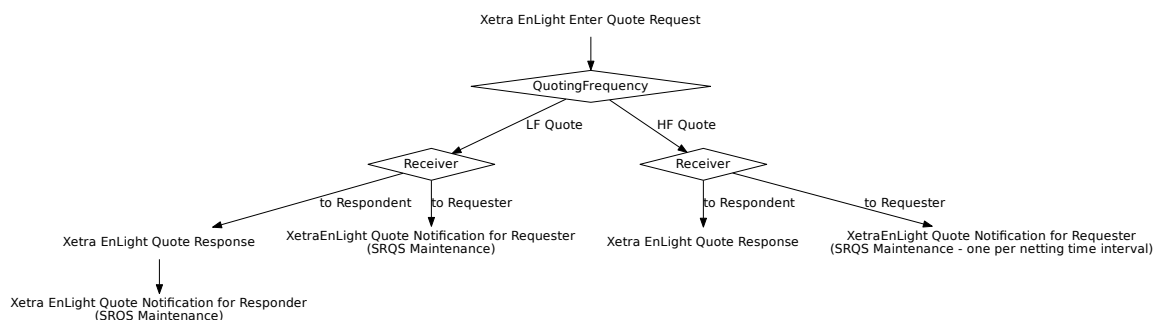 Xetra EnLight Enter Quote Request
QuotingFrequency
LF Quote
HF Quote
Receiver
Receiver
to Respondent
to Requester
to Respondent
to Requester
Xetra EnLight Quote Response
XetraEnLight Quote Notification for Requester
(SRQS Maintenance)
Xetra EnLight Quote Response
XetraEnLight Quote Notification for Requester
(SRQS Maintenance - one per netting time interval)
Xetra EnLight Quote Notification for Responder
(SRQS Maintenance)